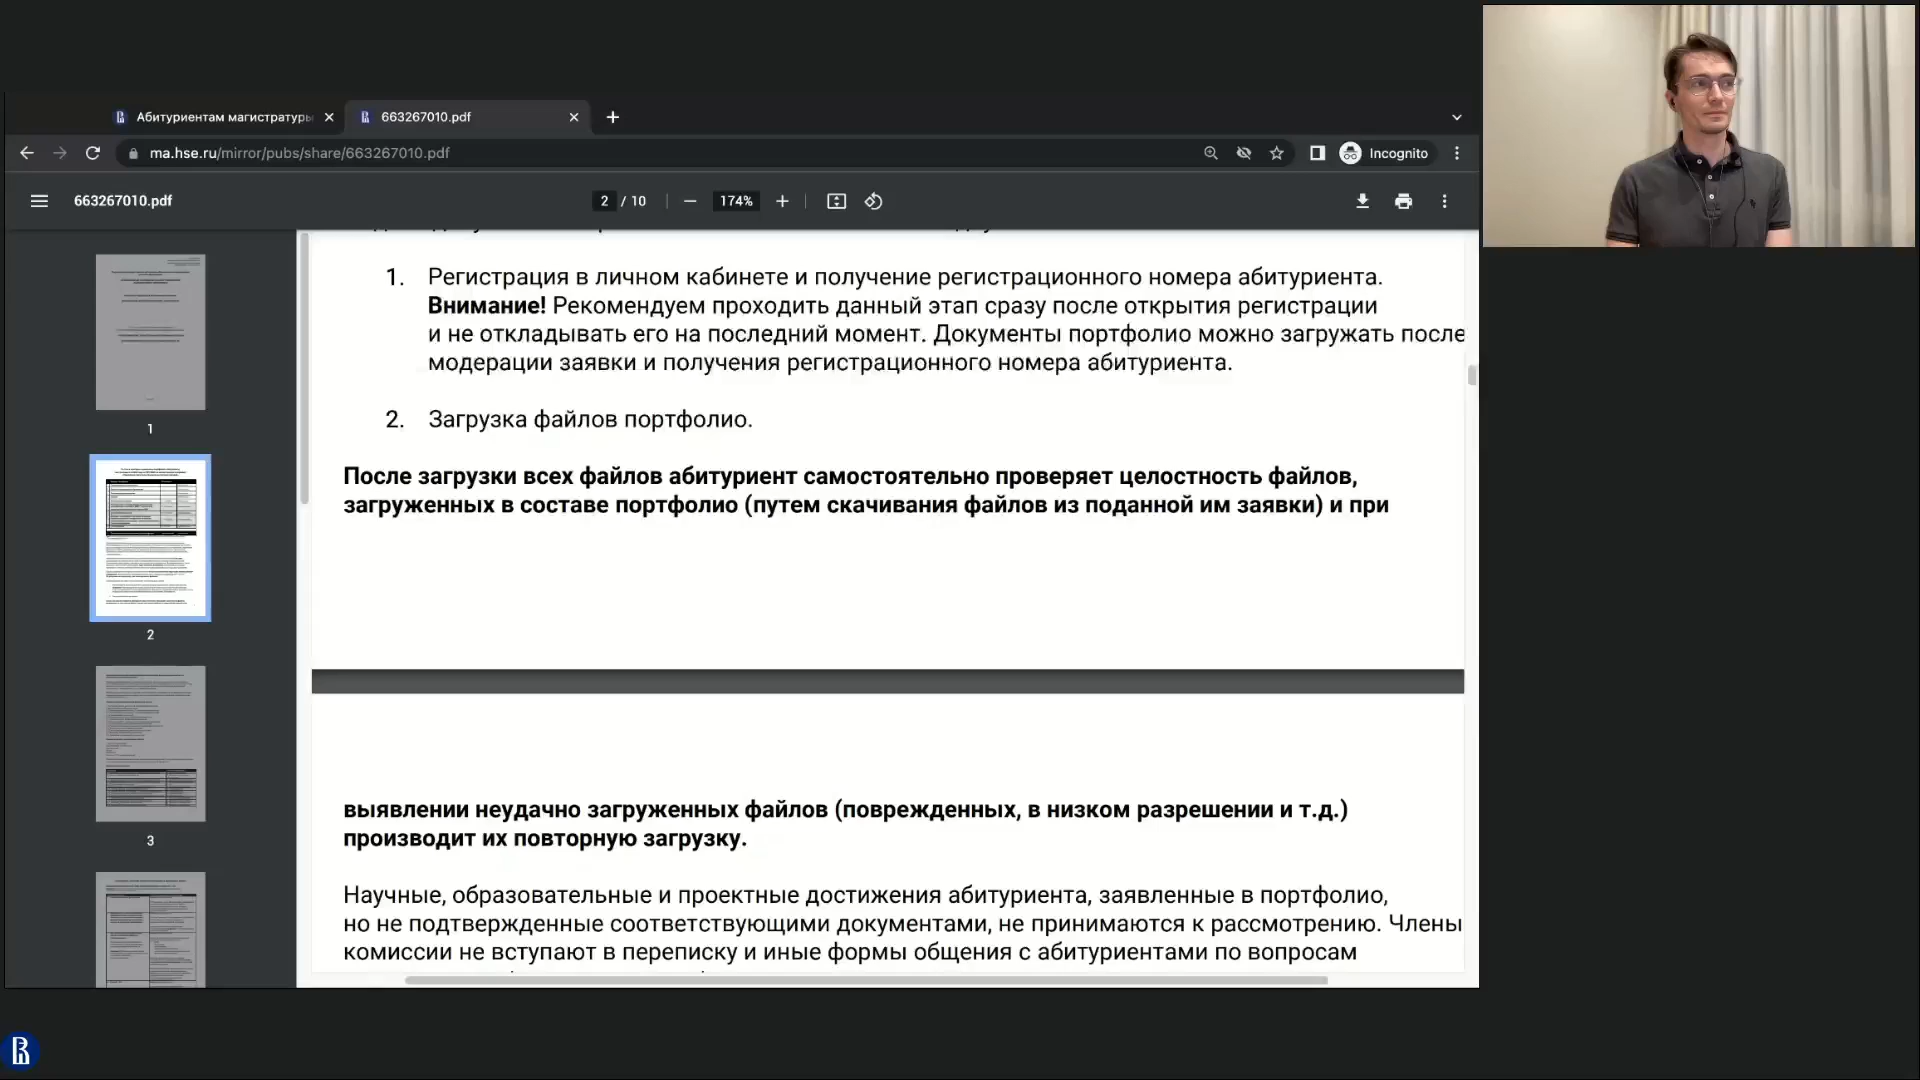 Абитуриентам магистратуры
663267010.pdf
ma.hse.ru/mirror/pubs/share/663267010.pdf
Incognito
663267010.pdf
2 / 10
174%
1. Регистрация в личном кабинете и получение регистрационного номера абитуриента.
Внимание! Рекомендуем проходить данный этап сразу после открытия регистрации
и не откладывать его на последний момент. Документы портфолио можно загружать после
модерации заявки и получения регистрационного номера абитуриента.
2. Загрузка файлов портфолио.
После загрузки всех файлов абитуриент самостоятельно проверяет целостность файлов,
загруженных в составе портфолио (путем скачивания файлов из поданной им заявки) и при
выявлении неудачно загруженных файлов (поврежденных, в низком разрешении и т.д.)
производит их повторную загрузку.
Научные, образовательные и проектные достижения абитуриента, заявленные в портфолио,
но не подтвержденные соответствующими документами, не принимаются к рассмотрению. Члены
комиссии не вступают в переписку и иные формы общения с абитуриентами по вопросам
1
2
3